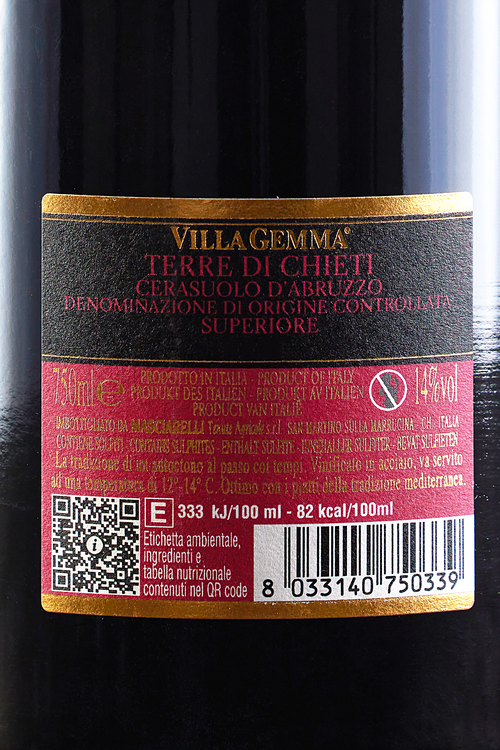 VILLA GEMMA®
TERRE DI CHIETI
CERASUOLO D'ABRUZZO
DENOMINAZIONE DI ORIGINE CONTROLLATA
SUPERIORE
750ml e PRODOTTO IN ITALIA - PRODUCT OF ITALY 14%vol
PRODUKT DES ITALIEN - PRODUKT AV ITALIEN
PRODUCT VAN ITALIË
IMBOTTIGLIATO DA MASCIARELLI Tenute Agricole s.r.l. SAN MARTINO SULLA MARRUCINA - CH - ITALIA
CONTIENE SOLFITI - CONTAINS SULPHITES - ENTHALT SULFITE - INNEHALLER SULFITER - BEVAT SULFIETEN
La tradizione di un autoctono al passo coi tempi. Vinificato in acciaio, va servito
ad una temperatura di 12°-14° C. Ottimo con i piatti della tradizione mediterranea.
E 333 kJ/100 ml - 82 kcal/100ml
i
Etichetta ambientale,
ingredienti e
tabella nutrizionale
contenuti nel QR code
8 033140 750339